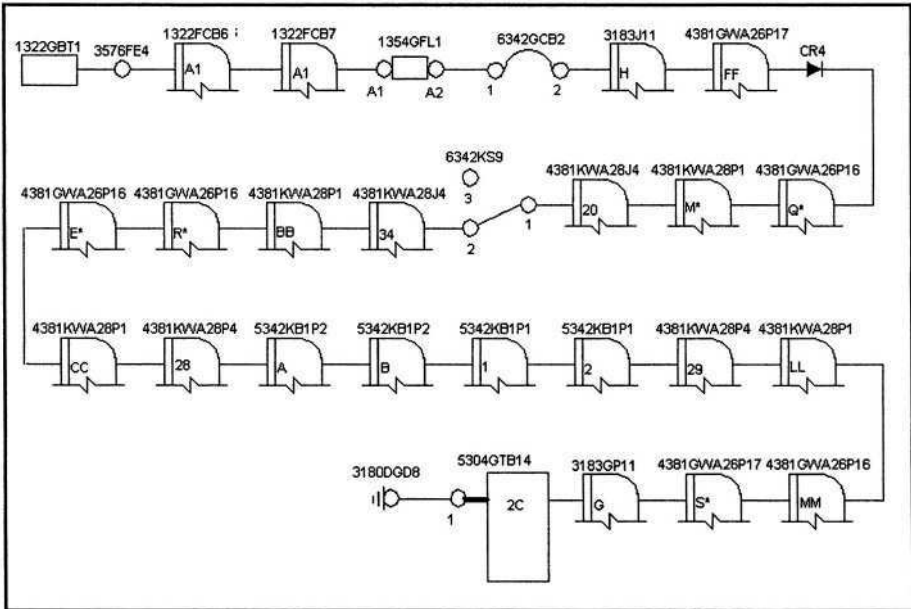 1322GBT1 3576FE4 1322FCB6 1322FCB7 1354GFL1 6342GCB2 3183J11 4381GWA26P17 CR4
A1 A1 A1 A2 1 2 H FF
6342KS9
4381GWA26P16 4381GWA26P16 4381KWA28P1 4381KWA28J4 3 4381KWA28J4 4381KWA28P1 4381GWA26P16
E* R* BB 34 2 1 20 M* Q*
4381KWA28P1 4381KWA28P4 5342KB1P2 5342KB1P2 5342KB1P1 5342KB1P1 4381KWA28P4 4381KWA28P1
CC 28 A B 1 2 29 LL
3180DGD8 5304GTB14 3183GP11 4381GWA26P17 4381GWA26P16
1 2C G S* MM